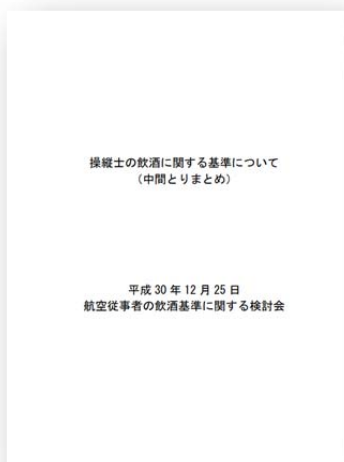 操縦士の飲酒に関する基準について
（中間とりまとめ）
平成 30 年 12 月 25 日
航空従事者の飲酒基準に関する検討会